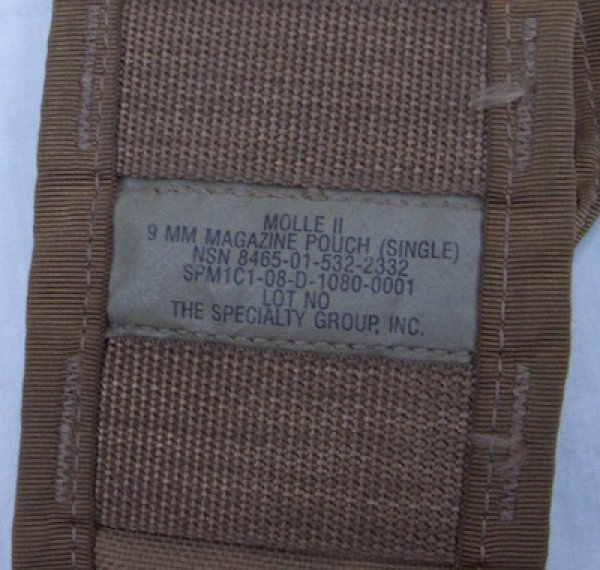 MOLLE II
9 MM MAGAZINE POUCH (SINGLE)
NSN 8465-01-532-2332
SPM1C1-08-D-1080-0001
LOT NO
THE SPECIALTY GROUP, INC.